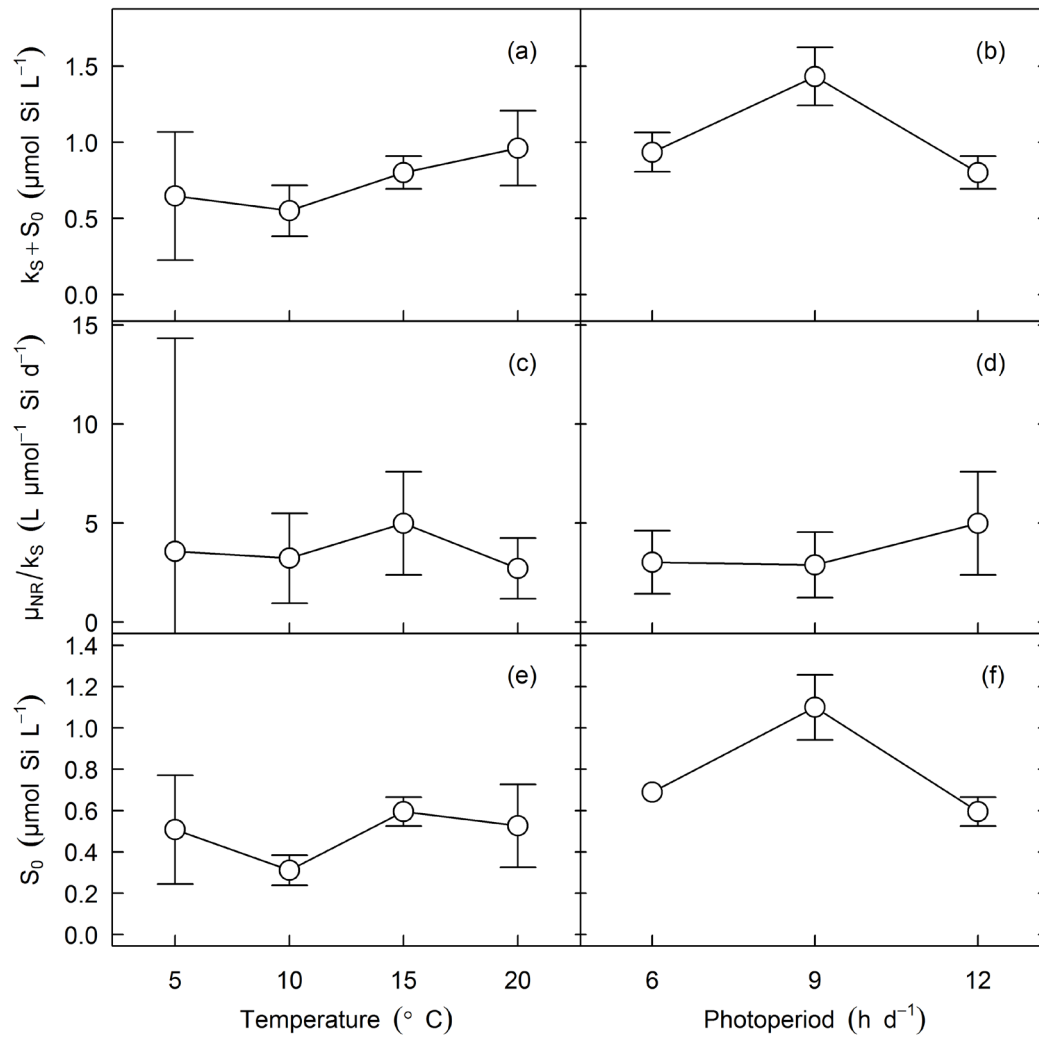 (a)
(b)
kS + S0 (µmol Si L−1)
1.5
1.0
0.5
0.0
(c)
(d)
µNR/kS (L µmol−1 Si d−1)
15
10
5
0
(e)
(f)
S0 (µmol Si L−1)
1.4
1.2
1.0
0.8
0.6
0.4
0.2
0.0
5 10 15 20
6 9 12
Temperature (° C)
Photoperiod (h d−1)